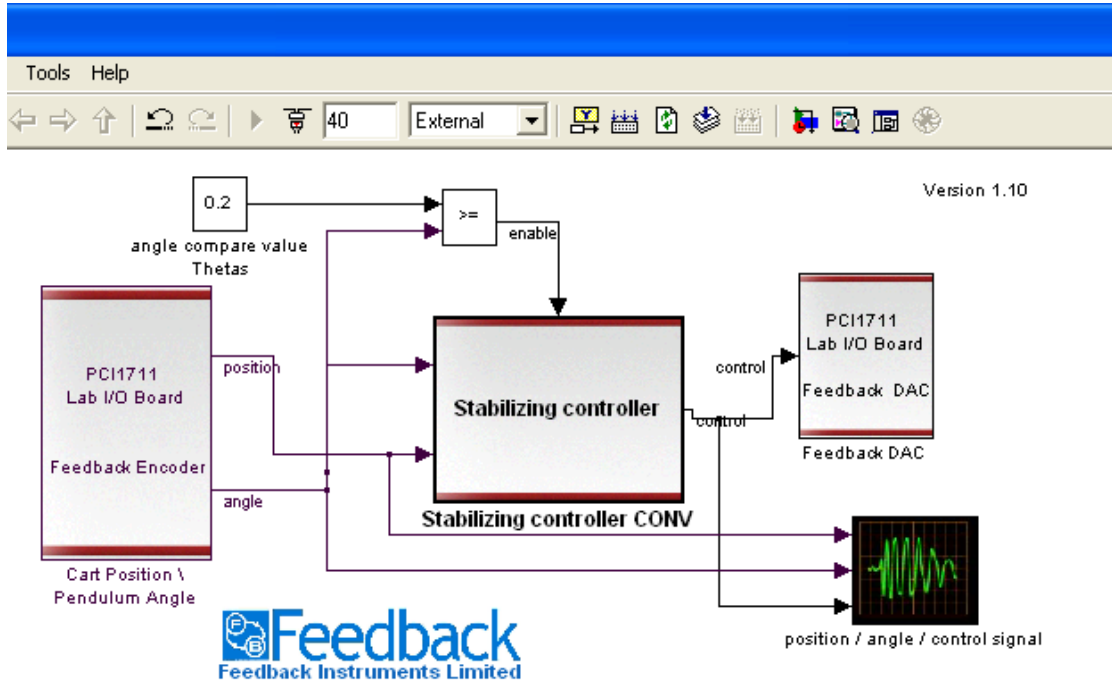 Tools Help
40 External
Version 1.10
0.2
>=
enable
angle compare value
Thetas
PCI1711
Lab I/O Board
Feedback Encoder
position
angle
Cart Position \
Pendulum Angle
Stabilizing controller
Stabilizing controller CONV
control
control
PCI1711
Lab I/O Board
Feedback DAC
Feedback DAC
position / angle / control signal
F
B
Feedback
Feedback Instruments Limited